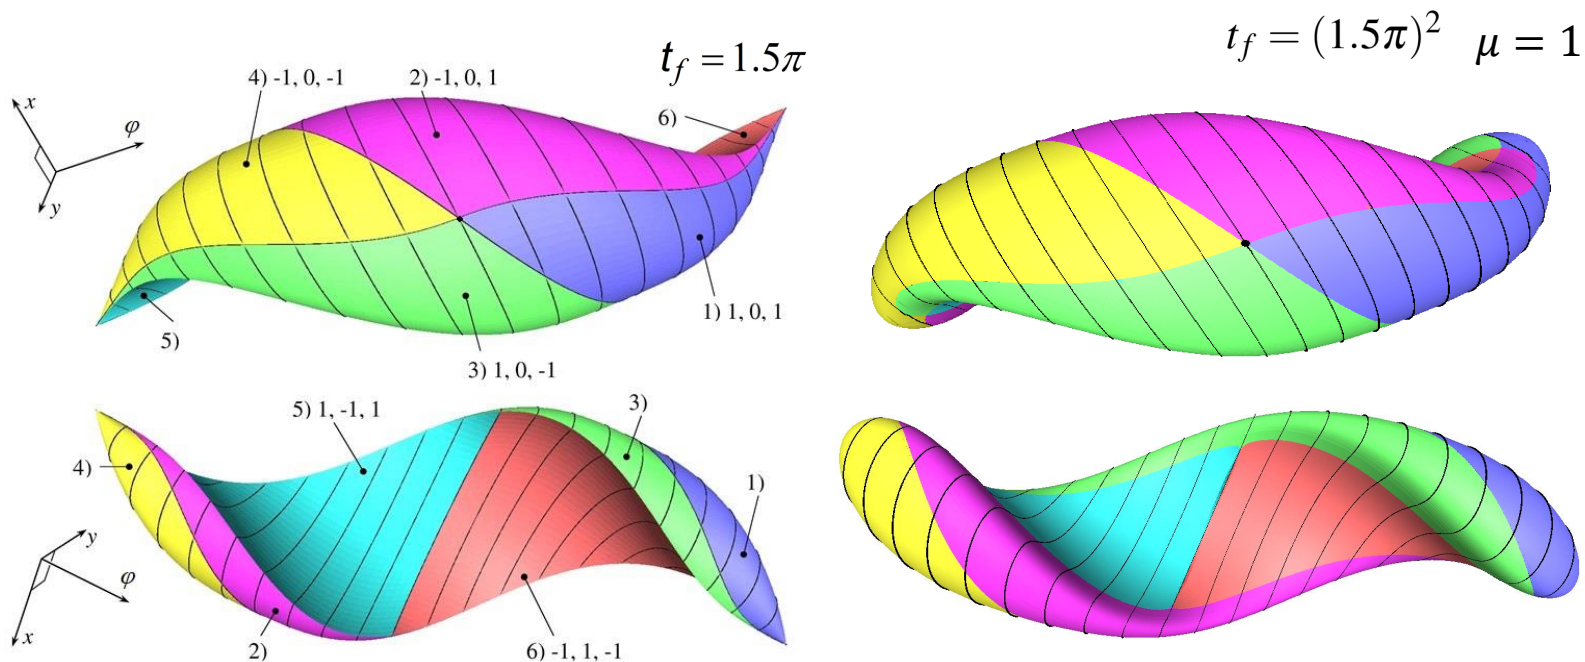 t_f = 1.5π
t_f = (1.5π)^2 μ = 1
4) -1, 0, -1
2) -1, 0, 1
6)
x
φ
y
1) 1, 0, 1
5)
3) 1, 0, -1
5) 1, -1, 1
3)
4)
1)
y
φ
x
2)
6) -1, 1, -1